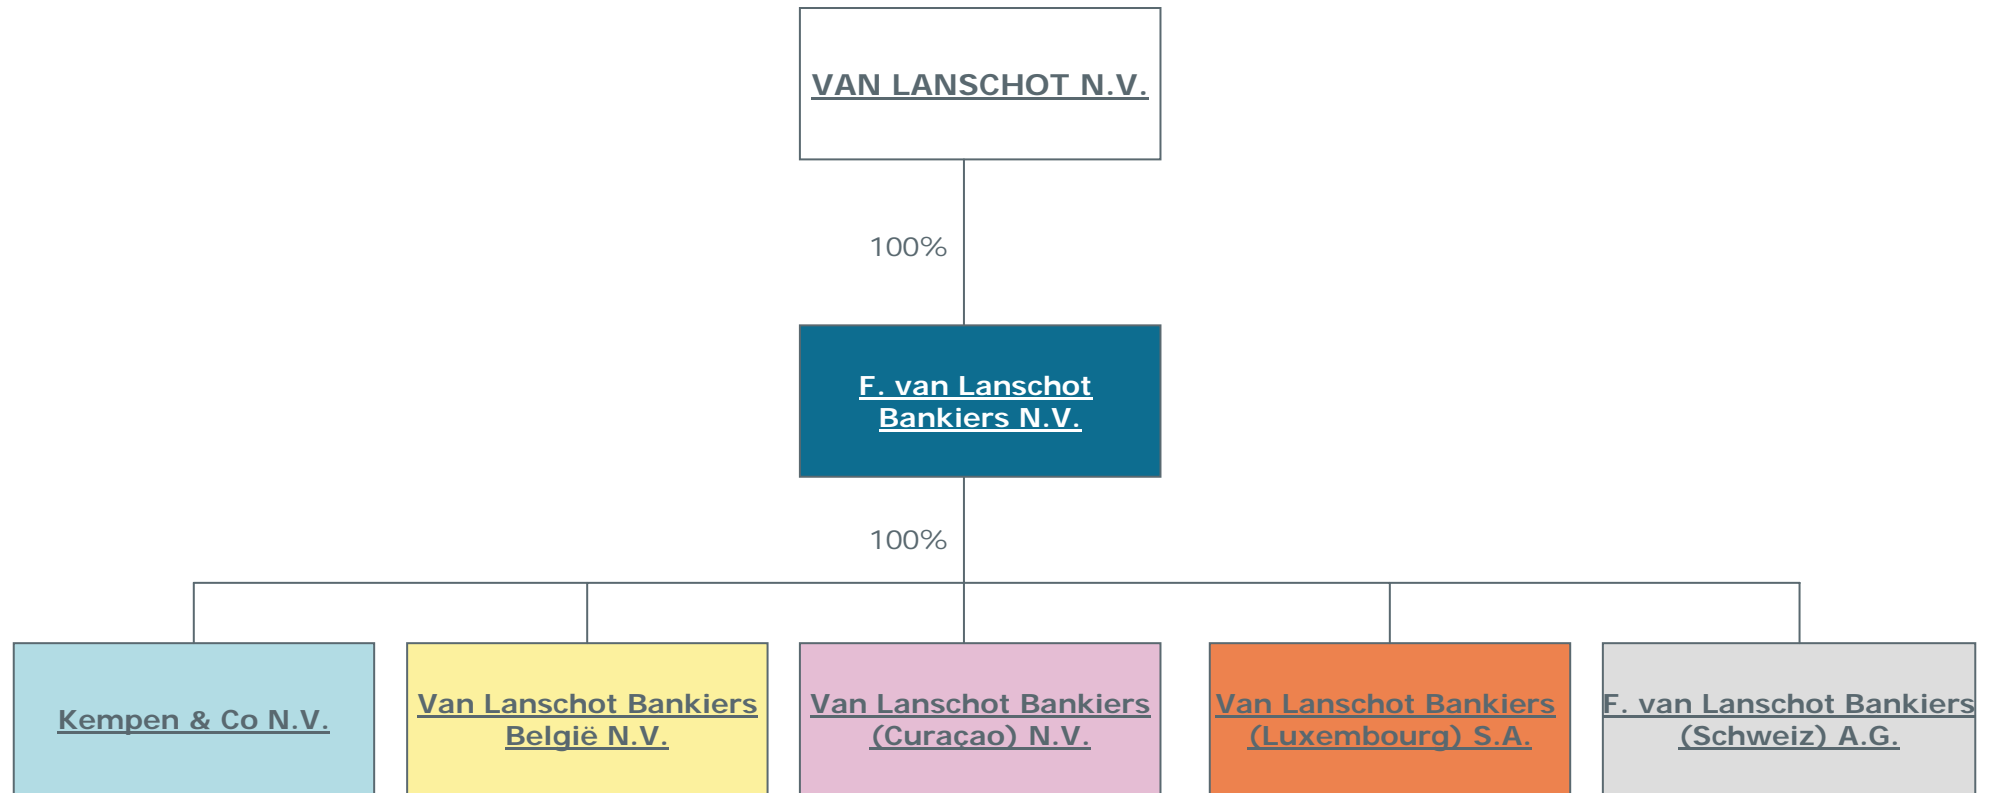 VAN LANSCHOT N.V.
100%
F. van Lanschot
Bankiers N.V.
100%
Kempen & Co N.V.
Van Lanschot Bankiers
België N.V.
Van Lanschot Bankiers
(Curaçao) N.V.
Van Lanschot Bankiers
(Luxembourg) S.A.
F. van Lanschot Bankiers
(Schweiz) A.G.